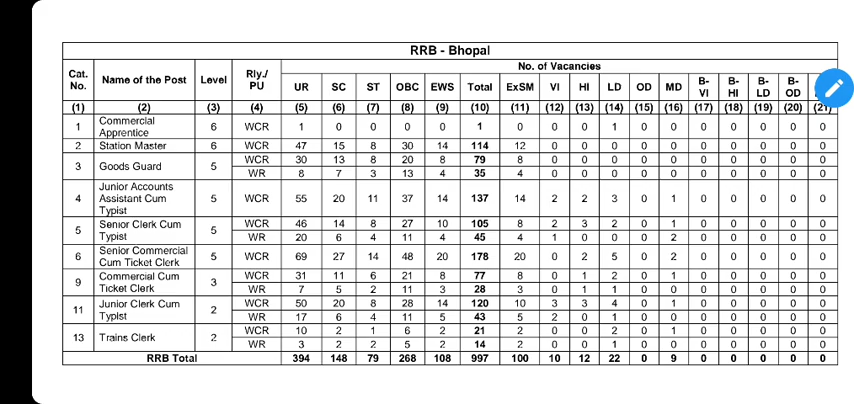 RRB - Bhopal
Cat. No. Name of the Post Level Rly./ PU No. of Vacancies
UR SC ST OBC EWS Total ExSM VI HI LD OD MD B-VI B-HI B-LD B-OD
(1) (2) (3) (4) (5) (6) (7) (8) (9) (10) (11) (12) (13) (14) (15) (16) (17) (18) (19) (20) (21)
1 Commercial Apprentice 6 WCR 1 0 0 0 0 1 0 0 0 1 0 0 0 0 0 0 0
2 Station Master 6 WCR 47 15 8 30 14 114 12 0 0 0 0 0 0 0 0 0 0
3 Goods Guard 5 WCR 30 13 8 20 8 79 8 0 0 0 0 0 0 0 0 0 0
WR 8 7 3 13 4 35 4 0 0 0 0 0 0 0 0 0 0
4 Junior Accounts Assistant Cum Typist 5 WCR 55 20 11 37 14 137 14 2 2 3 0 1 0 0 0 0 0
5 Senior Clerk Cum Typist 5 WCR 46 14 8 27 10 105 8 2 3 2 0 1 0 0 0 0 0
WR 20 6 4 11 4 45 4 1 0 0 0 2 0 0 0 0 0
6 Senior Commercial Cum Ticket Clerk 5 WCR 69 27 14 48 20 178 20 0 2 5 0 2 0 0 0 0 0
9 Commercial Cum Ticket Clerk 3 WCR 31 11 6 21 8 77 8 0 1 2 0 1 0 0 0 0 0
WR 7 5 2 11 3 28 3 0 1 1 0 0 0 0 0 0 0
11 Junior Clerk Cum Typist 2 WCR 50 20 8 28 14 120 10 3 3 4 0 1 0 0 0 0 0
WR 17 6 4 11 5 43 5 2 0 1 0 0 0 0 0 0 0
13 Trains Clerk 2 WCR 10 2 1 6 2 21 2 0 0 2 0 1 0 0 0 0 0
WR 3 2 2 5 2 14 2 0 0 1 0 0 0 0 0 0 0
RRB Total 394 148 79 268 108 997 100 10 12 22 0 9 0 0 0 0 0